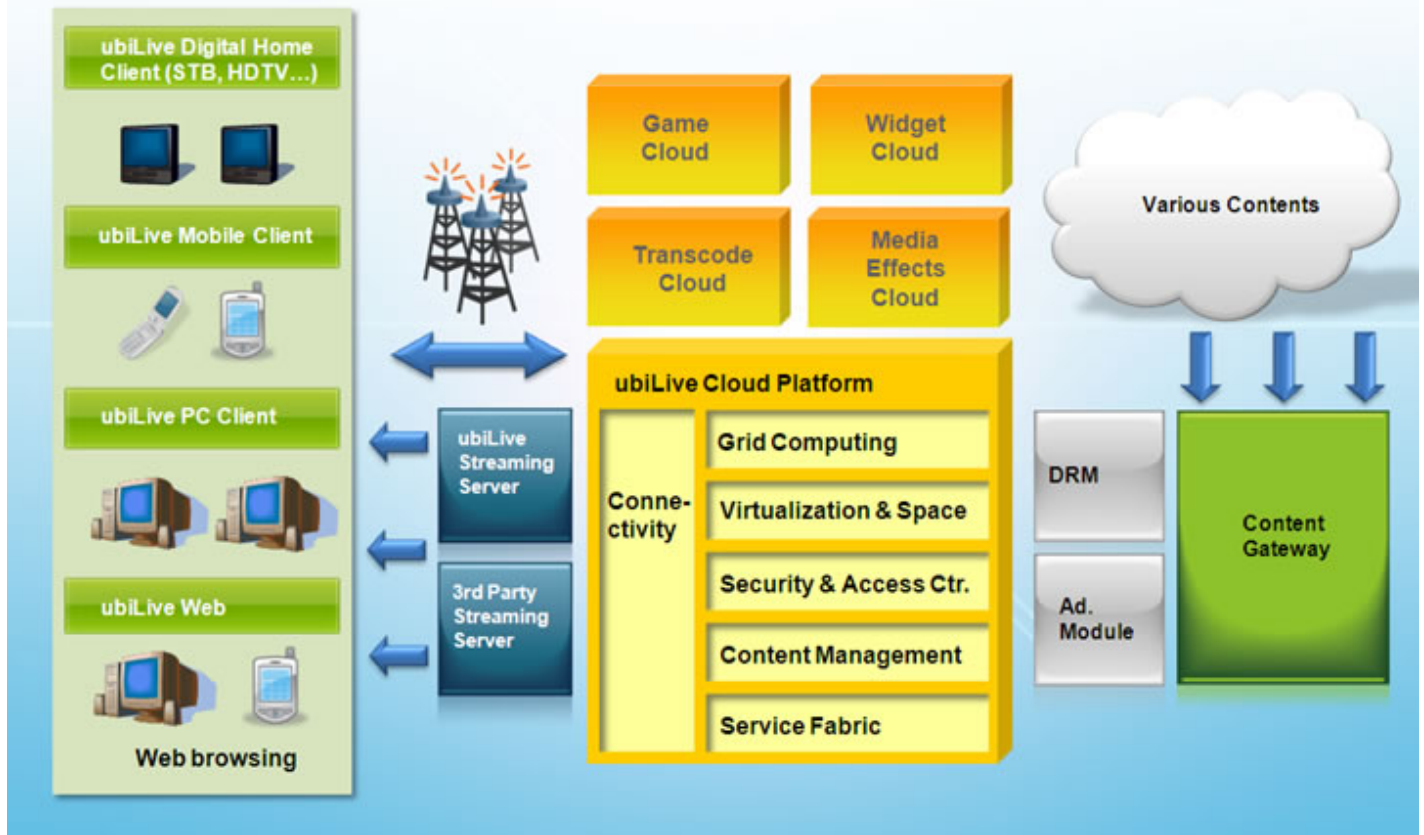 ubiLive Digital Home
Client (STB, HDTV...)
ubiLive Mobile Client
ubiLive PC Client
ubiLive Web
Web browsing
ubiLive
Streaming
Server
3rd Party
Streaming
Server
Game
Cloud
Widget
Cloud
Transcode
Cloud
Media
Effects
Cloud
ubiLive Cloud Platform
Conne-
ctivity
Grid Computing
Virtualization & Space
Security & Access Ctr.
Content Management
Service Fabric
Various Contents
DRM
Ad.
Module
Content
Gateway